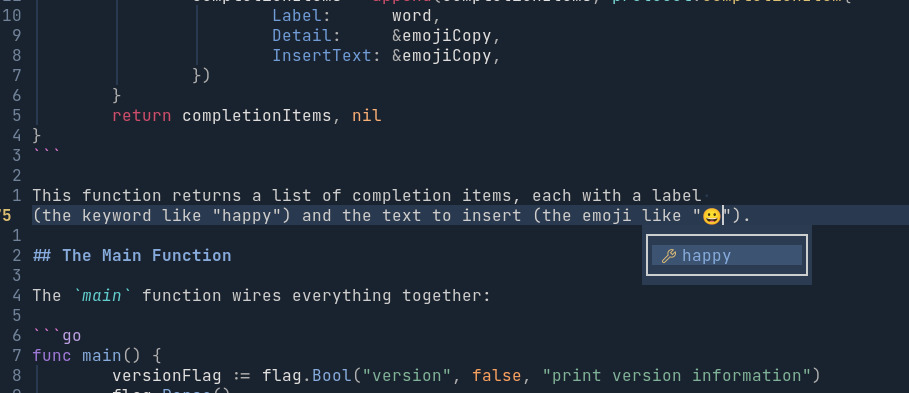 10 Label: word,
9 Detail: &emojiCopy,
8 InsertText: &emojiCopy,
7 })
6 }
5 return completionItems, nil
4 }
3 ```
2
1 This function returns a list of completion items, each with a label
5 (the keyword like "happy") and the text to insert (the emoji like "😀").
1
happy
2 ## The Main Function
3
4 The `main` function wires everything together:
5
6 ```go
7 func main() {
8 versionFlag := flag.Bool("version", false, "print version information")